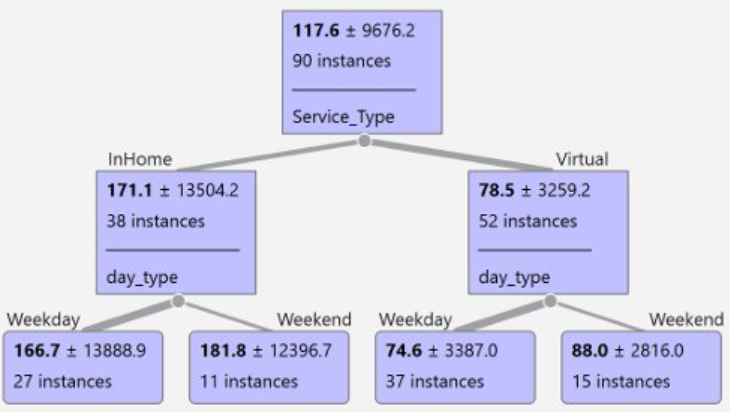 117.6 ± 9676.2
90 instances
Service_Type
InHome
Virtual
171.1 ± 13504.2
38 instances
day_type
78.5 ± 3259.2
52 instances
day_type
Weekday
Weekend
Weekday
Weekend
166.7 ± 13888.9
27 instances
181.8 ± 12396.7
11 instances
74.6 ± 3387.0
37 instances
88.0 ± 2816.0
15 instances